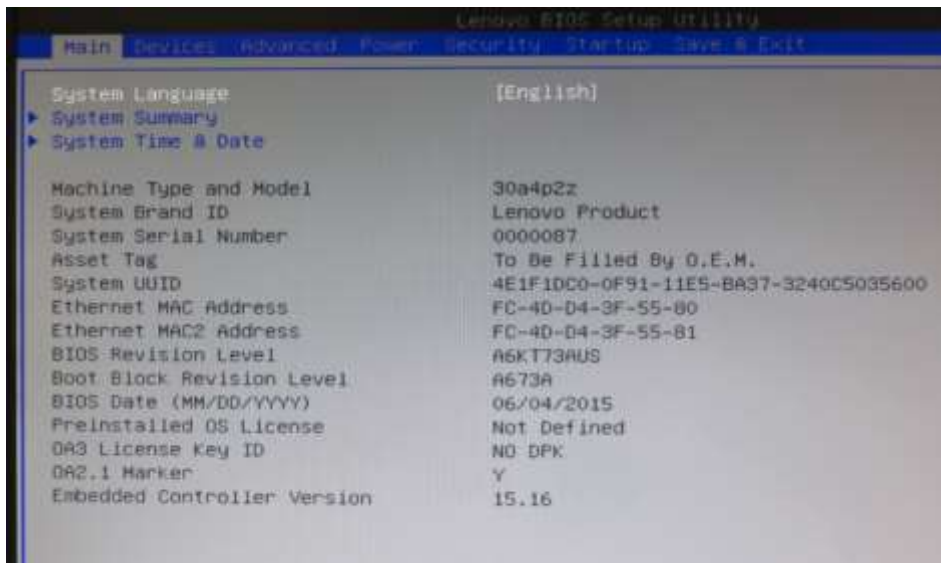 Lenovo BIOS Setup Utility
Main Devices Advanced Power Security Startup Save & Exit
System Language [English]
System Summary
System Time & Date
Machine Type and Model 30a4p2z
System Brand ID Lenovo Product
System Serial Number 0000087
Asset Tag To Be Filled By O.E.M.
System UUID 4E1F1DC0-0F91-11E5-BA37-3240C5035600
Ethernet MAC Address FC-4D-D4-3F-55-80
Ethernet MAC2 Address FC-4D-D4-3F-55-81
BIOS Revision Level A6KT73AUS
Boot Block Revision Level A673A
BIOS Date (MM/DD/YYYY) 06/04/2015
Preinstalled OS License Not Defined
OA3 License Key ID NO DPK
OA2.1 Marker Y
Embedded Controller Version 15.16